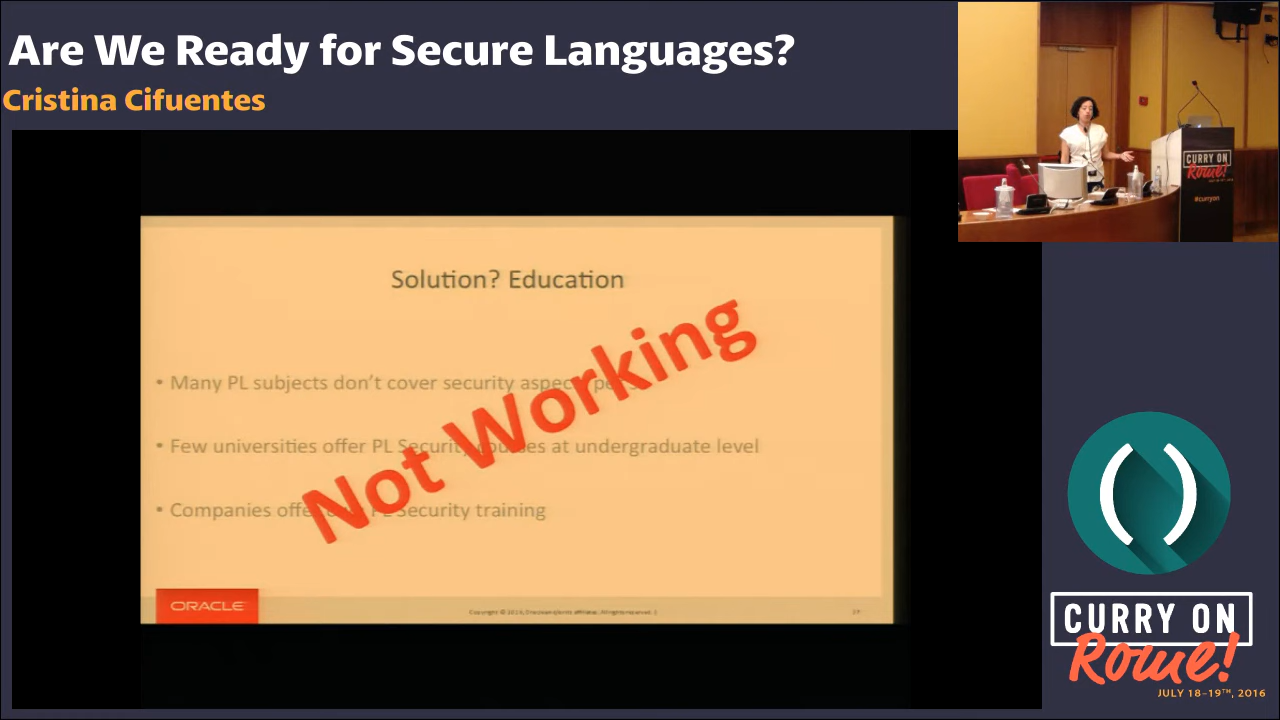 Are We Ready for Secure Languages?
Cristina Cifuentes
CURRY ON
Rome!
#curryon
Solution? Education
• Many PL subjects don't cover security
• Few universities offer PL Security courses at undergraduate level
• Companies PL Security training
Not Working
ORACLE
CURRY ON
Rome!
JULY 18-19TH, 2016